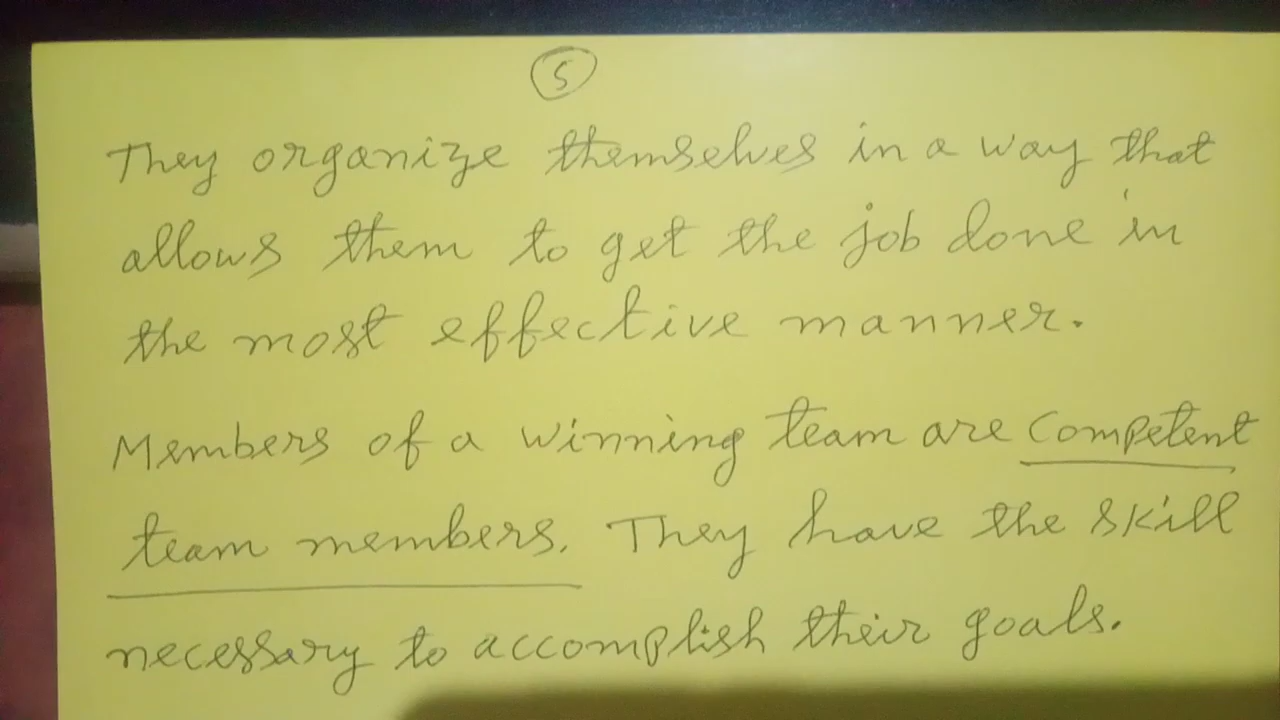 5
They organize themselves in a way that
allows them to get the job done in
the most effective manner.
Members of a winning team are competent
team members. They have the skill
necessary to accomplish their goals.